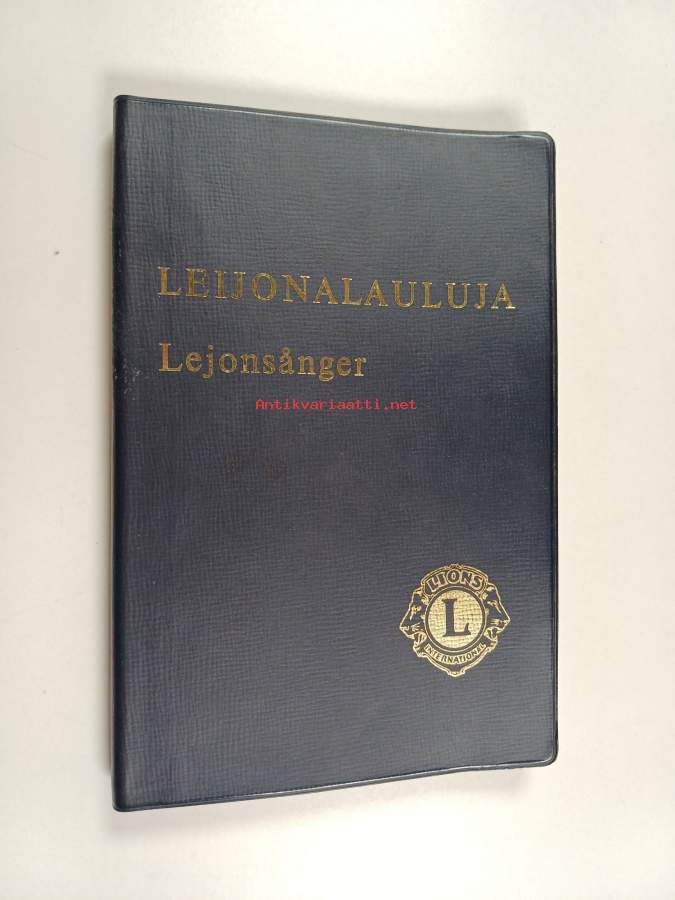 LEIJONALAULUJA
Lejonsånger
Antikvariaatti.net
LIONS
L
INTERNATIONAL